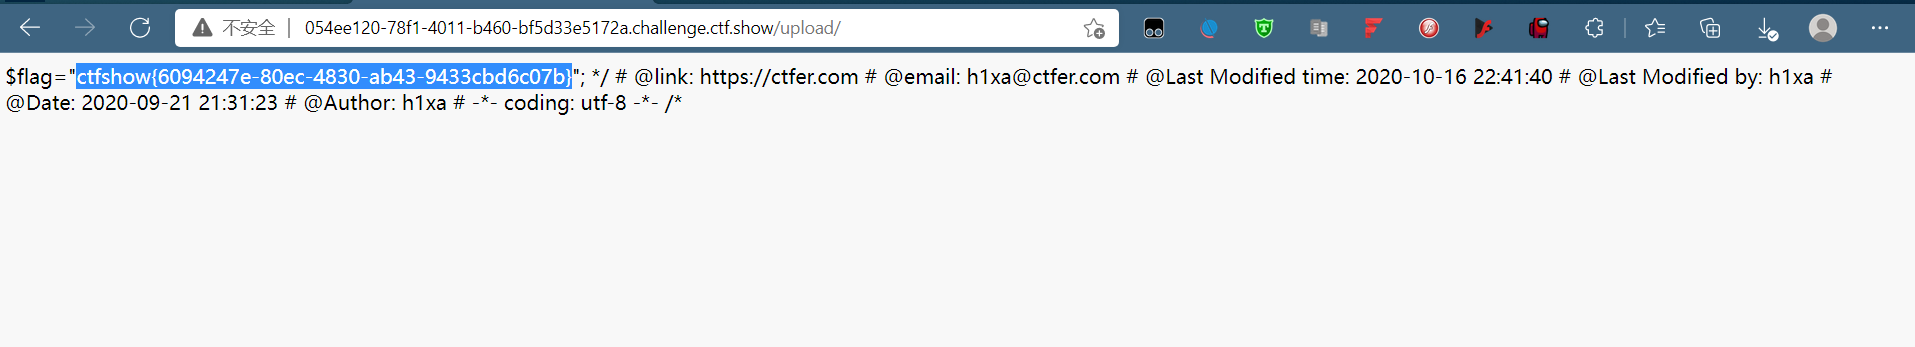 不安全 | 054ee120-78f1-4011-b460-bf5d33e5172a.challenge.ctf.show/upload/
$flag="ctfshow{6094247e-80ec-4830-ab43-9433cbd6c07b}"; */ # @link: https://ctfer.com # @email: h1xa@ctfer.com # @Last Modified time: 2020-10-16 22:41:40 # @Last Modified by: h1xa #
@Date: 2020-09-21 21:31:23 # @Author: h1xa # -*- coding: utf-8 -*- /*